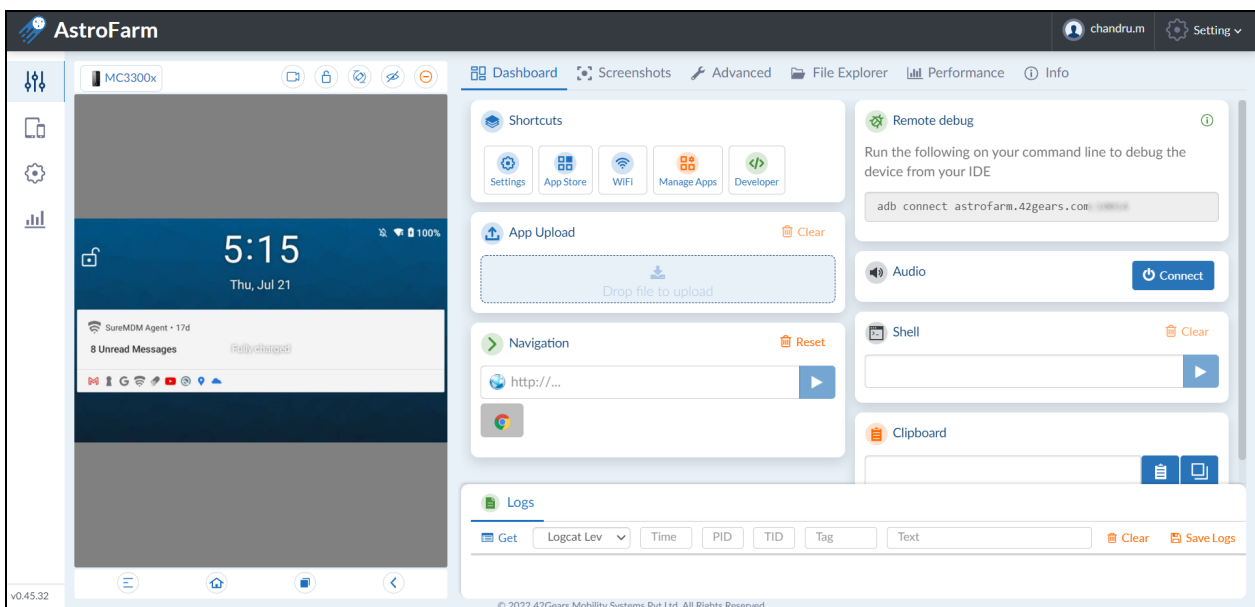 AstroFarm
chandru.m
Setting
MC3300x
Dashboard
Screenshots
Advanced
File Explorer
Performance
Info
5:15
100%
Thu, Jul 21
SureMDM Agent • 17d
8 Unread Messages
Fully charged
Shortcuts
Settings
App Store
WiFi
Manage Apps
Developer
App Upload
Clear
Drop file to upload
Navigation
Reset
http://...
Remote debug
Run the following on your command line to debug the
device from your IDE
adb connect astrofarm.42gears.com
Audio
Connect
Shell
Clear
Clipboard
Logs
Get
Logcat Lev
Time
PID
TID
Tag
Text
Clear
Save Logs
v0.45.32
© 2022 42Gears Mobility Systems Pvt Ltd. All Rights Reserved